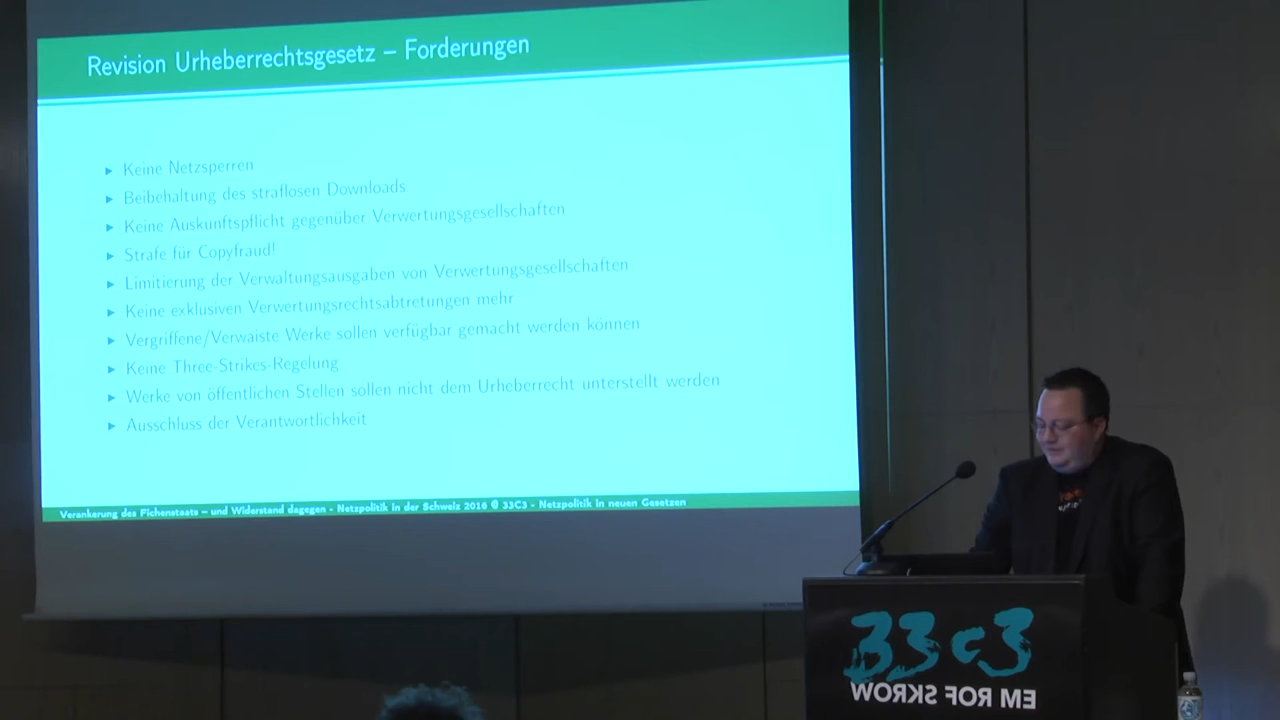 Revision Urheberrechtsgesetz – Forderungen
▶ Keine Netzsperren
▶ Beibehaltung des straflosen Downloads
▶ Keine Auskunftspflicht gegenüber Verwertungsgesellschaften
▶ Strafe für Copyfraud!
▶ Limitierung der Verwaltungsausgaben von Verwertungsgesellschaften
▶ Keine exklusiven Verwertungsrechtsabtretungen mehr
▶ Vergriffene/Verwaiste Werke sollen verfügbar gemacht werden können
▶ Keine Three-Strikes-Regelung
▶ Werke von öffentlichen Stellen sollen nicht dem Urheberrecht unterstellt werden
▶ Ausschluss der Verantwortlichkeit
Verankerung des Fichenstaats – und Widerstand dagegen - Netzpolitik in der Schweiz 2016 @ 33C3 - Netzpolitik in neuen Gesetzen
33c3
WORKS FOR ME